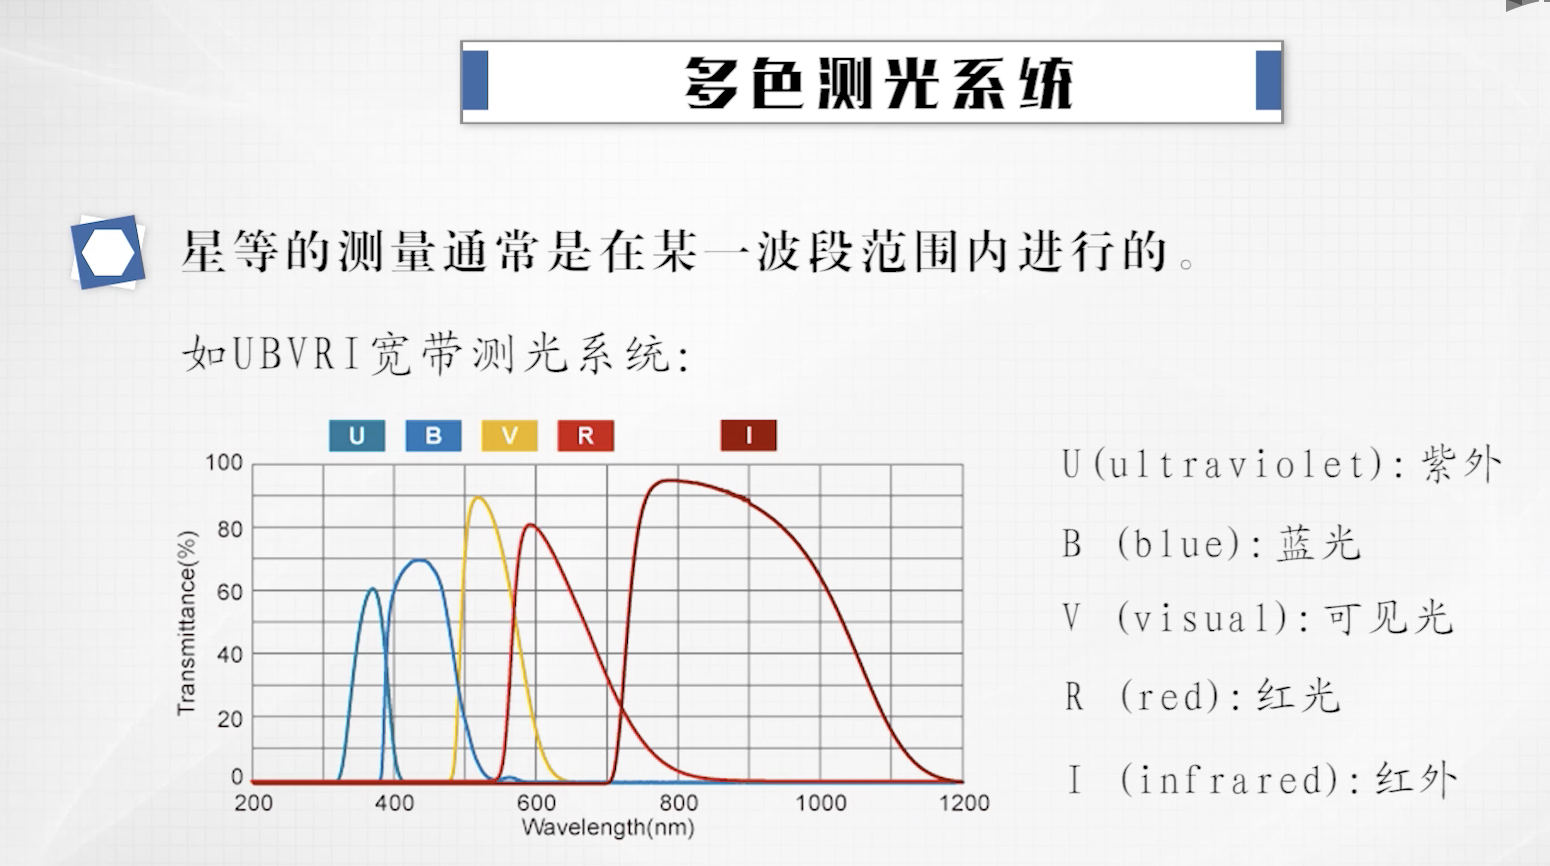 多色测光系统
星等的测量通常是在某一波段范围内进行的。
如UBVRI宽带测光系统:
U B V R I
100
80
60
40
20
0
Transmittance(%)
200 400 600 800 1000 1200
Wavelength(nm)
U(ultraviolet):紫外
B (blue):蓝光
V (visual):可见光
R (red):红光
I (infrared):红外